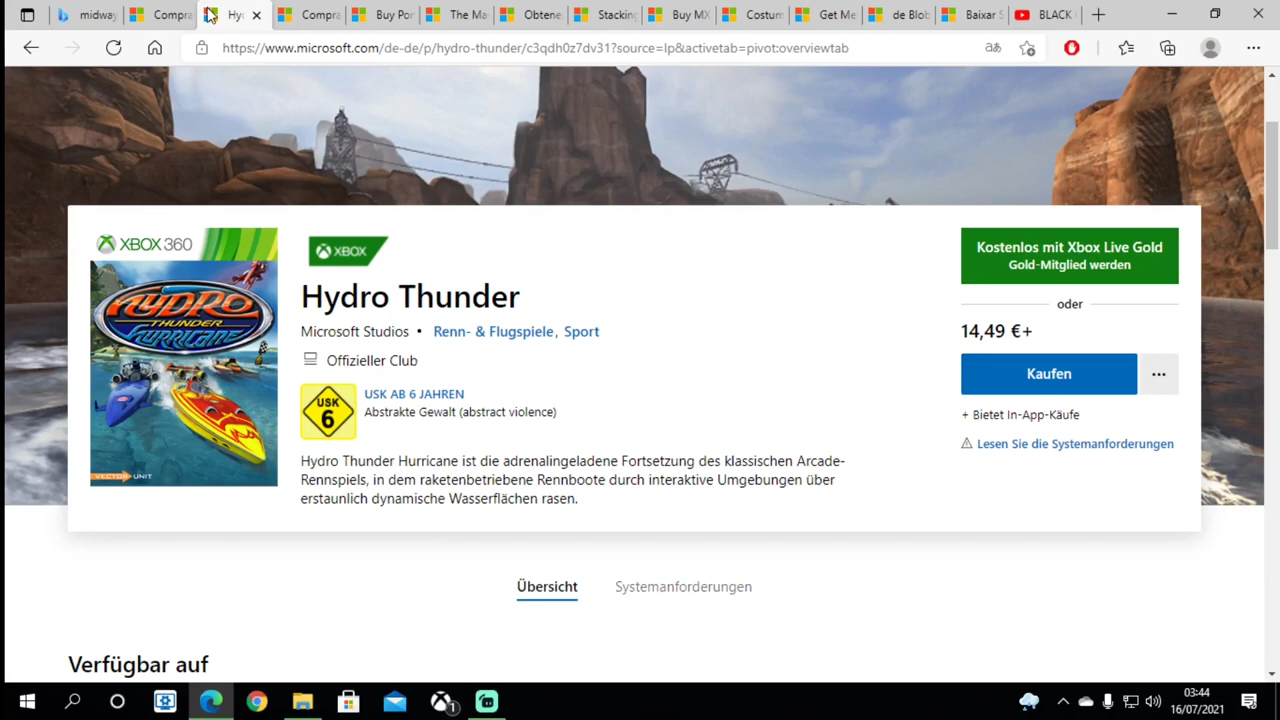 midway
Compra
Hyd
Compra
Buy Por
The Ma
Obtene
Stacking
Buy MX
Costum
Get Me
de Blob
Baixar S
BLACK
https://www.microsoft.com/de-de/p/hydro-thunder/c3qdh0z7dv31?source=lp&activetab=pivot:overviewtab
XBOX 360
HYDRO
THUNDER
HURRICANE
VECTOR UNIT
XBOX
Hydro Thunder
Microsoft Studios • Renn- & Flugspiele, Sport
Offizieller Club
USK
6
USK AB 6 JAHREN
Abstrakte Gewalt (abstract violence)
Hydro Thunder Hurricane ist die adrenalingeladene Fortsetzung des klassischen Arcade-
Rennspiels, in dem raketenbetriebene Rennboote durch interaktive Umgebungen über
erstaunlich dynamische Wasserflächen rasen.
Kostenlos mit Xbox Live Gold
Gold-Mitglied werden
oder
14,49 €+
Kaufen
+ Bietet In-App-Käufe
Lesen Sie die Systemanforderungen
Übersicht
Systemanforderungen
Verfügbar auf
1
03:44
16/07/2021